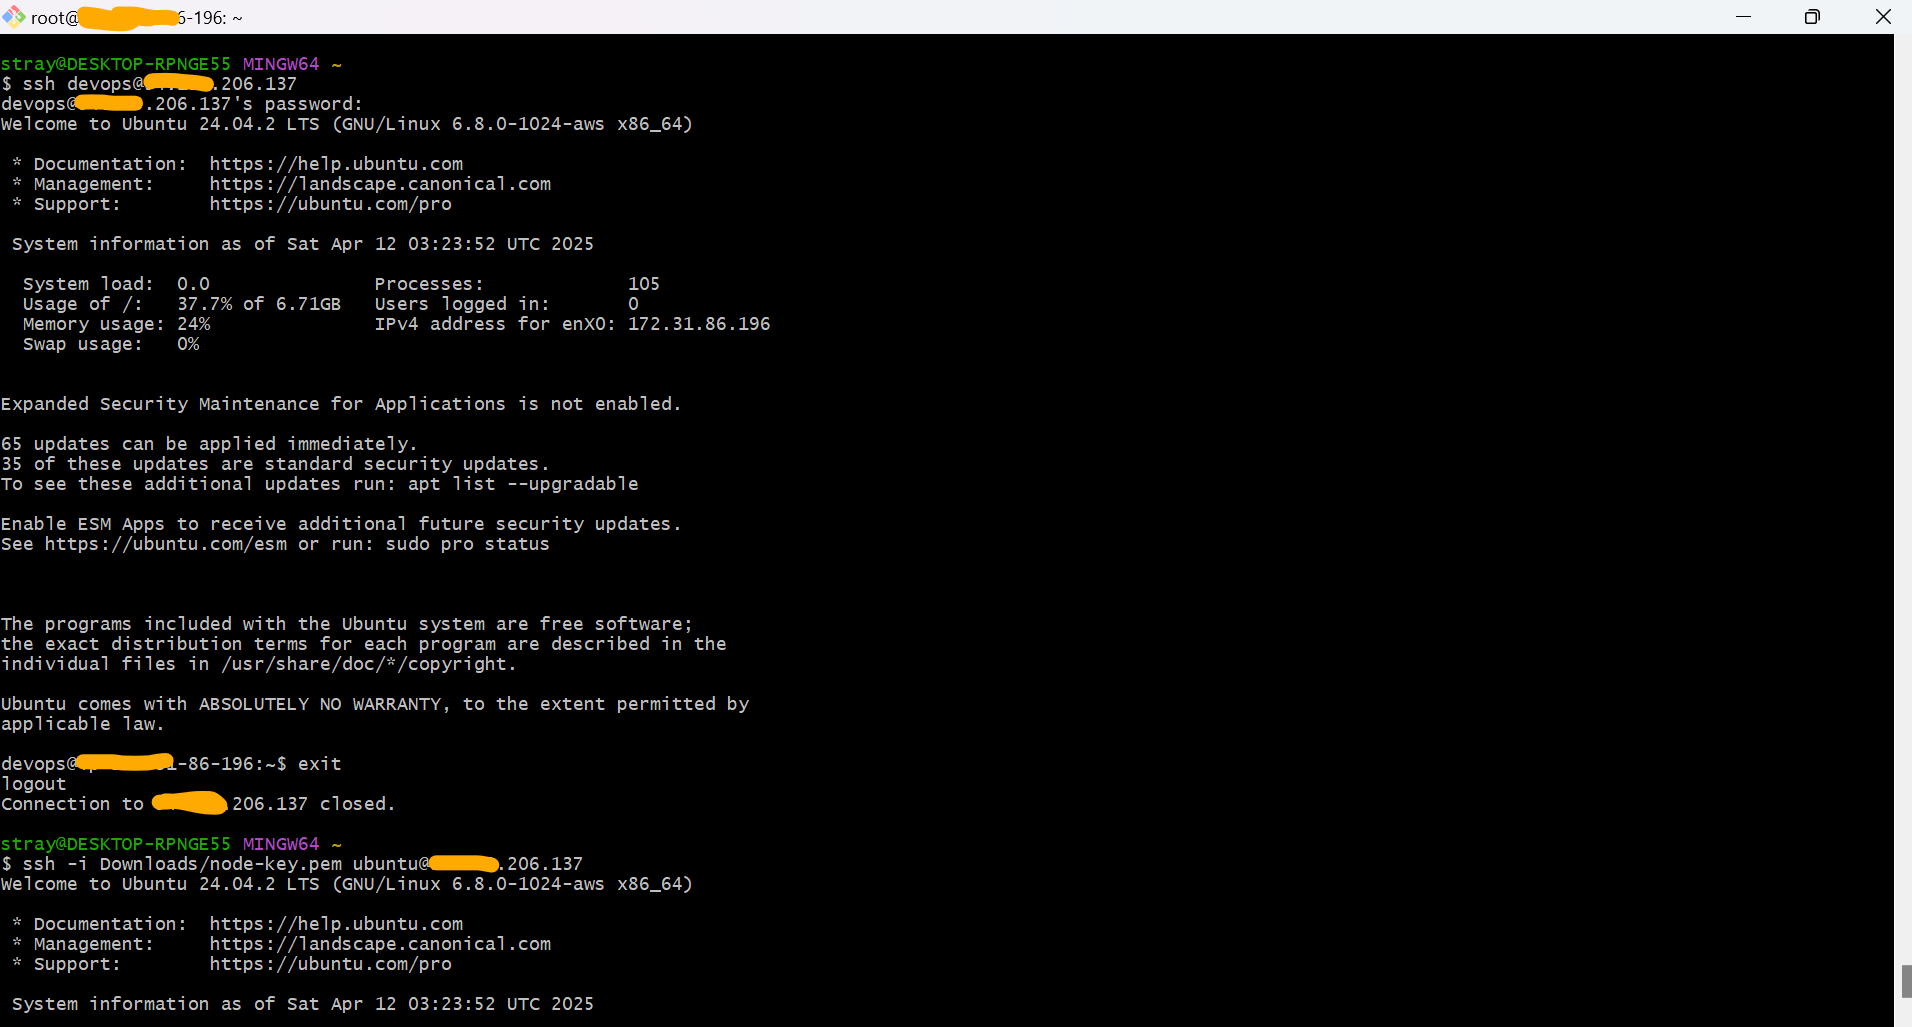 root@ 6-196: ~
stray@DESKTOP-RPNGE55 MINGW64 ~
$ ssh devops@ .206.137
devops@ .206.137's password:
Welcome to Ubuntu 24.04.2 LTS (GNU/Linux 6.8.0-1024-aws x86_64)
* Documentation:  https://help.ubuntu.com
* Management:     https://landscape.canonical.com
* Support:        https://ubuntu.com/pro
System information as of Sat Apr 12 03:23:52 UTC 2025
System load:  0.0               Processes:             105
Usage of /:   37.7% of 6.71GB   Users logged in:       0
Memory usage: 24%               IPv4 address for enX0: 172.31.86.196
Swap usage:   0%
Expanded Security Maintenance for Applications is not enabled.
65 updates can be applied immediately.
35 of these updates are standard security updates.
To see these additional updates run: apt list --upgradable
Enable ESM Apps to receive additional future security updates.
See https://ubuntu.com/esm or run: sudo pro status
The programs included with the Ubuntu system are free software;
the exact distribution terms for each program are described in the
individual files in /usr/share/doc/*/copyright.
Ubuntu comes with ABSOLUTELY NO WARRANTY, to the extent permitted by
applicable law.
devops@ -86-196:~$ exit
logout
Connection to 206.137 closed.
stray@DESKTOP-RPNGE55 MINGW64 ~
$ ssh -i Downloads/node-key.pem ubuntu@ .206.137
Welcome to Ubuntu 24.04.2 LTS (GNU/Linux 6.8.0-1024-aws x86_64)
* Documentation:  https://help.ubuntu.com
* Management:     https://landscape.canonical.com
* Support:        https://ubuntu.com/pro
System information as of Sat Apr 12 03:23:52 UTC 2025